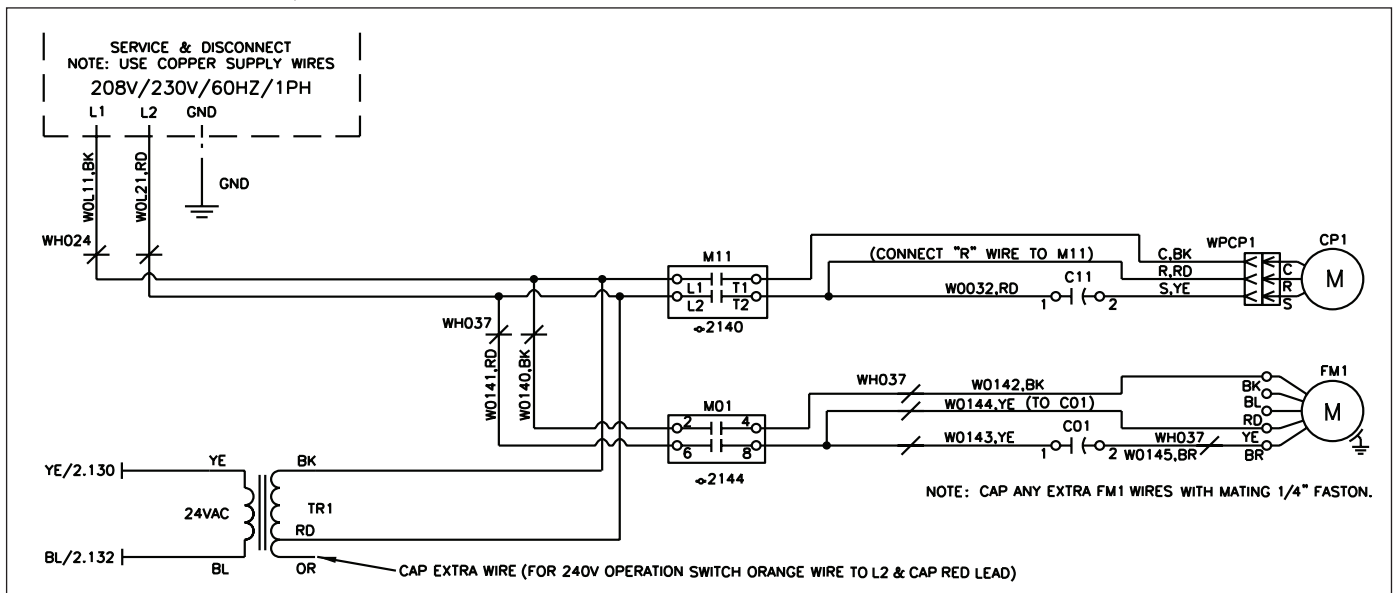 SERVICE & DISCONNECT
NOTE: USE COPPER SUPPLY WIRES
208V/230V/60HZ/1PH
L1 L2 GND
W0L11,BK
W0L21,RD
GND
WH024
M11
L1 T1
L2 T2
2140
(CONNECT "R" WIRE TO M11)
C,BK
R,RD
W0032,RD
C11
1 2
S,YE
WPCP1
C
R
S
CP1
M
WH037
W0141,RD
W0140,BK
M01
2 4
6 8
2144
WH037
W0142,BK
W0144,YE (TO C01)
W0143,YE
C01
1 2
WH037
W0145,BR
BK
BL
RD
YE
BR
FM1
M
NOTE: CAP ANY EXTRA FM1 WIRES WITH MATING 1/4" FASTON.
YE/2.130
YE
BK
24VAC
TR1
RD
BL/2.132
BL
OR
CAP EXTRA WIRE (FOR 240V OPERATION SWITCH ORANGE WIRE TO L2 & CAP RED LEAD)